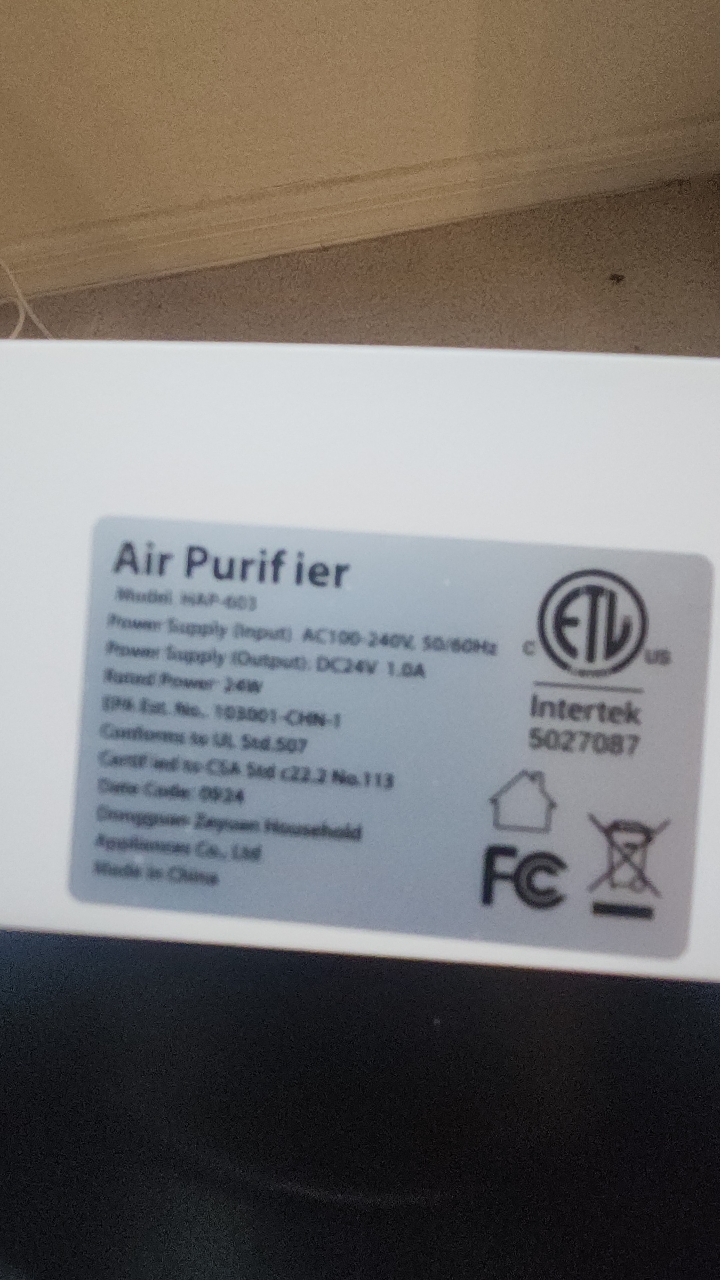 Air Purifier
Model. HAP-603
Power Supply (Input) AC100-240V, 50/60Hz
Power Supply (Output): DC24V 1.0A
Rated Power 24W
EPA Est. No.. 103001-CHN-1
Conforms to UL Std.507
Certified to CSA Std c22.2 No.113
Date Code: 0924
Dongguan Zeyuan Household
Appliances Co., Ltd
Made in China
ETL
C US
Intertek
5027087
FC